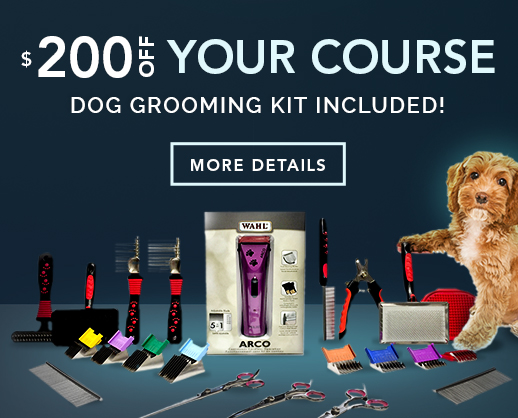 $200 OFF YOUR COURSE
DOG GROOMING KIT INCLUDED!
MORE DETAILS
WAHL
5 in 1
ARCO